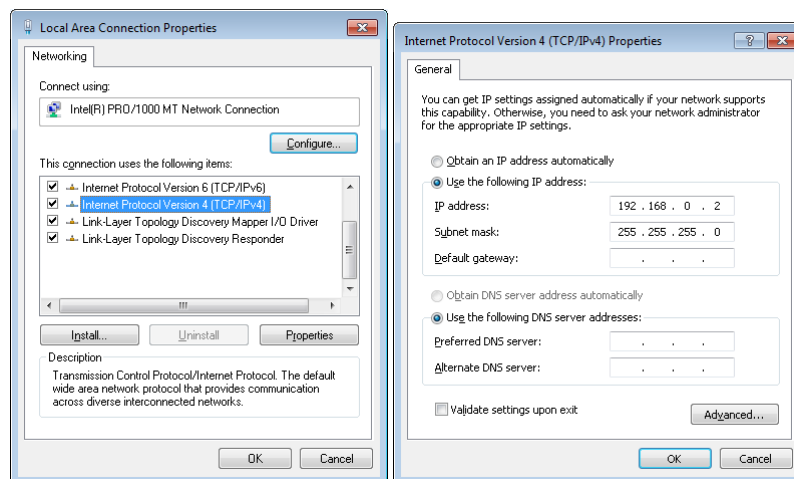 Local Area Connection Properties
Networking
Connect using:
Intel(R) PRO/1000 MT Network Connection
Configure...
This connection uses the following items:
Internet Protocol Version 6 (TCP/IPv6)
Internet Protocol Version 4 (TCP/IPv4)
Link-Layer Topology Discovery Mapper I/O Driver
Link-Layer Topology Discovery Responder
Install...
Uninstall
Properties
Description
Transmission Control Protocol/Internet Protocol. The default
wide area network protocol that provides communication
across diverse interconnected networks.
OK
Cancel
Internet Protocol Version 4 (TCP/IPv4) Properties
General
You can get IP settings assigned automatically if your network supports
this capability. Otherwise, you need to ask your network administrator
for the appropriate IP settings.
Obtain an IP address automatically
Use the following IP address:
IP address: 192 . 168 . 0 . 2
Subnet mask: 255 . 255 . 255 . 0
Default gateway: . . .
Obtain DNS server address automatically
Use the following DNS server addresses:
Preferred DNS server: . . .
Alternate DNS server: . . .
Validate settings upon exit
Advanced...
OK
Cancel